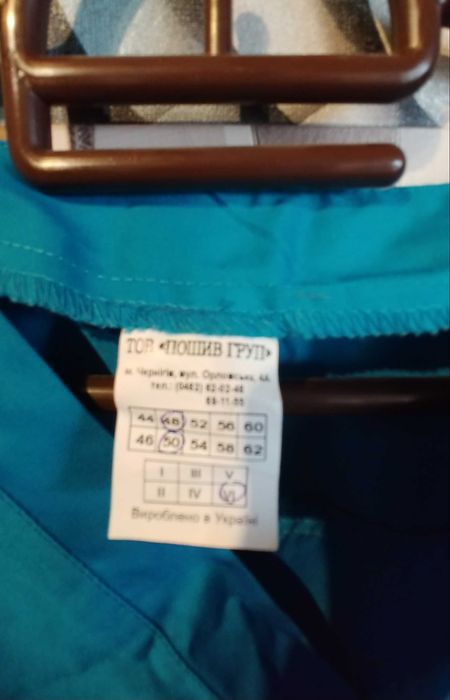 ТОВ «ПОШИВ ГРУП»
м. Чернігів, вул. Орловська, 4А
тел.: (0462) 62-02-46
68-11-55
44 48 52 56 60
46 50 54 58 62
I III V
II IV VI
Вироблено в Україні